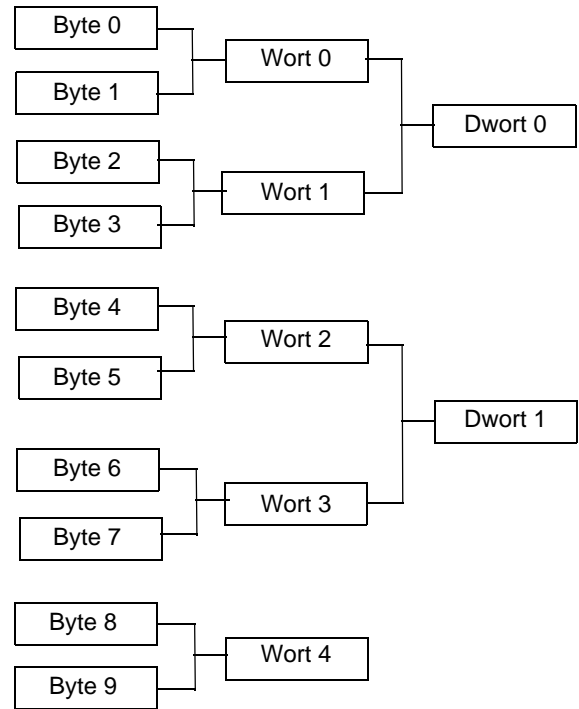 Byte 0
Wort 0
Byte 1
Dwort 0
Byte 2
Wort 1
Byte 3
Byte 4
Wort 2
Byte 5
Dwort 1
Byte 6
Wort 3
Byte 7
Byte 8
Wort 4
Byte 9